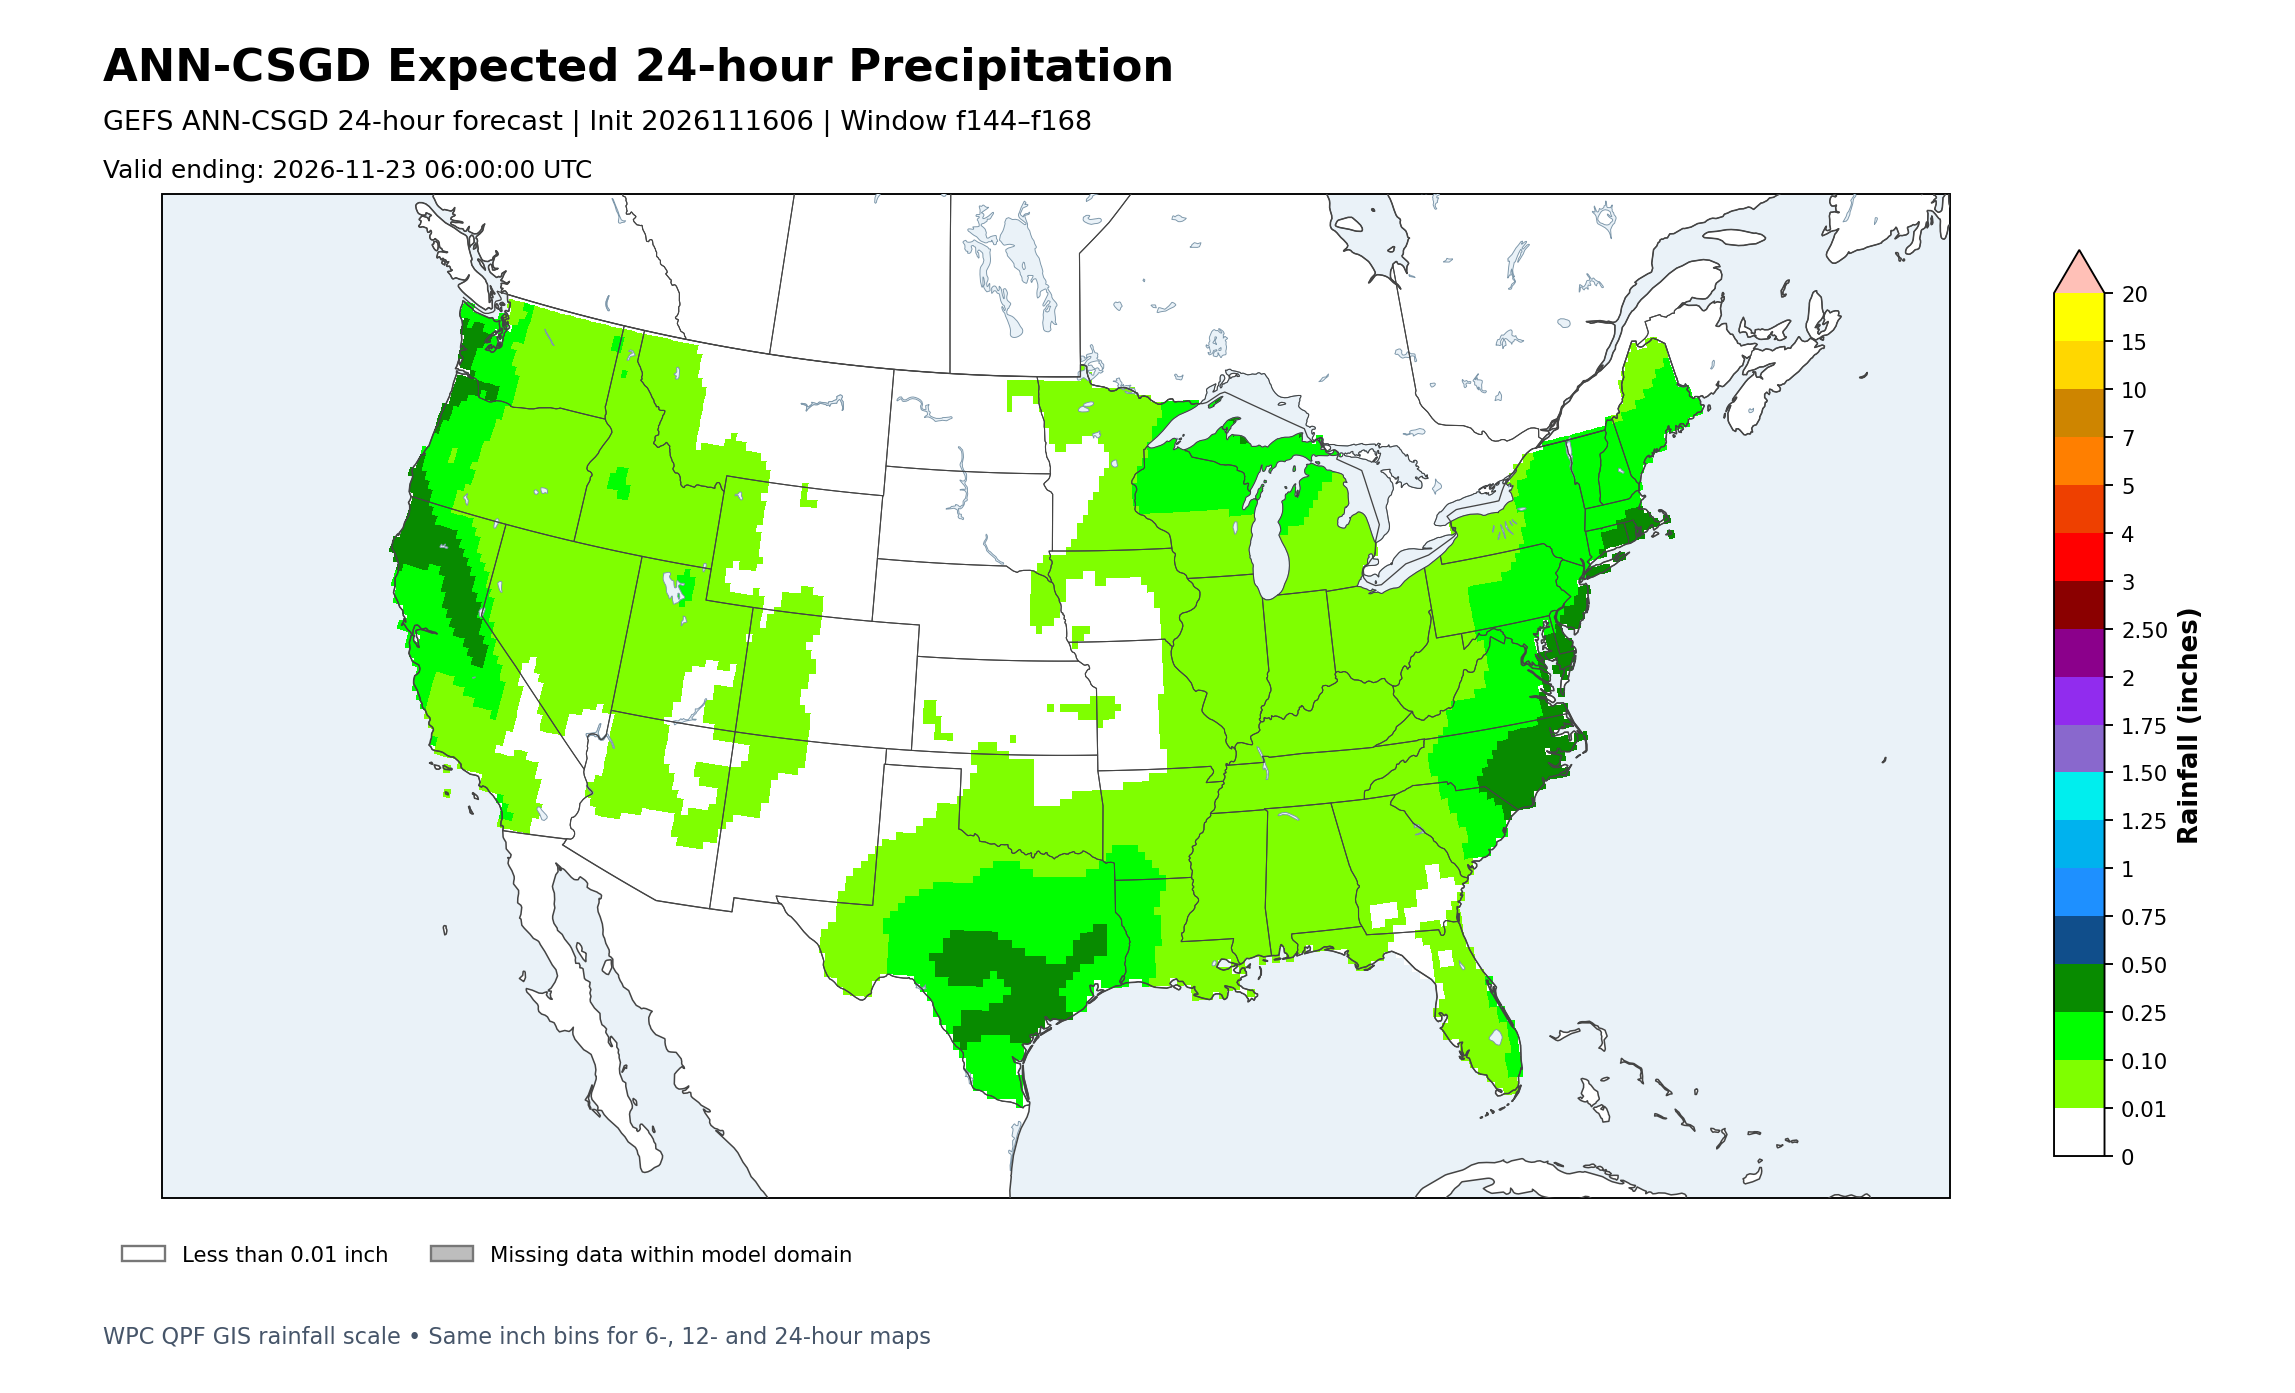 ANN-CSGD Expected 24-hour Precipitation
GEFS ANN-CSGD 24-hour forecast | Init 2026111606 | Window f144–f168
Valid ending: 2026-11-23 06:00:00 UTC
20
15
10
7
5
4
3
2.50
2
1.75
1.50
1.25
1
0.75
0.50
0.25
0.10
0.01
0
Rainfall (inches)
Less than 0.01 inch
Missing data within model domain
WPC QPF GIS rainfall scale • Same inch bins for 6-, 12- and 24-hour maps